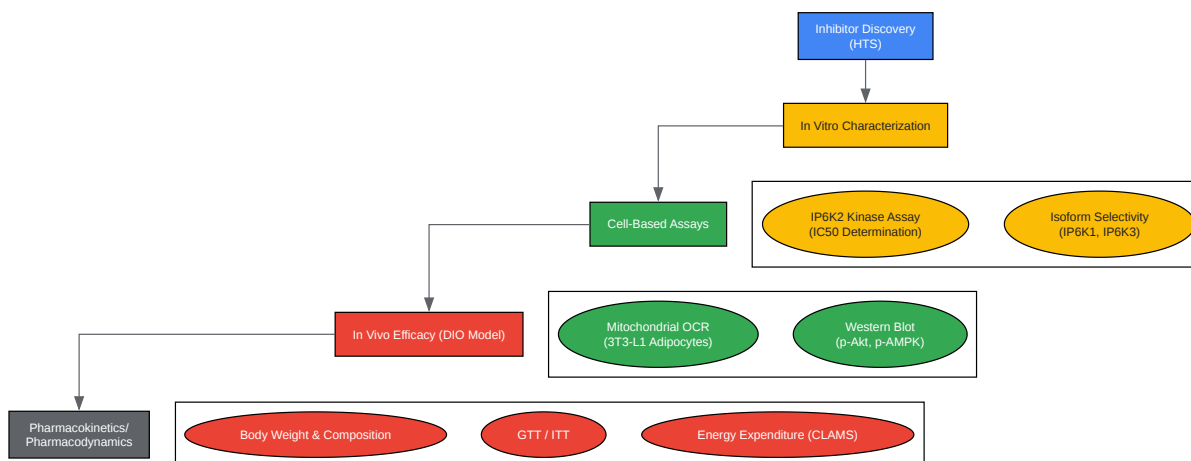 Inhibitor Discovery
(HTS)
In Vitro Characterization
Cell-Based Assays
IP6K2 Kinase Assay
(IC50 Determination)
Isoform Selectivity
(IP6K1, IP6K3)
In Vivo Efficacy (DIO Model)
Mitochondrial OCR
(3T3-L1 Adipocytes)
Western Blot
(p-Akt, p-AMPK)
Pharmacokinetics/
Pharmacodynamics
Body Weight & Composition
GTT / ITT
Energy Expenditure (CLAMS)